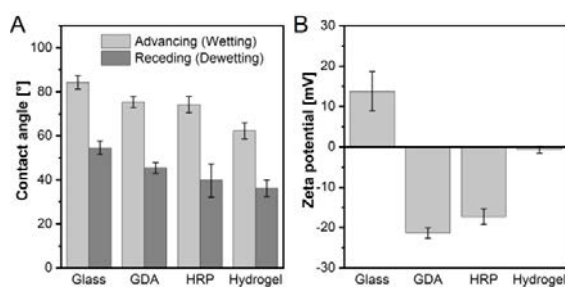 A
Contact angle [°]
100
80
60
40
20
0
Advancing (Wetting)
Receding (Dewetting)
Glass GDA HRP Hydrogel
B
Zeta potential [mV]
30
20
10
0
-10
-20
-30
Glass GDA HRP Hydrogel